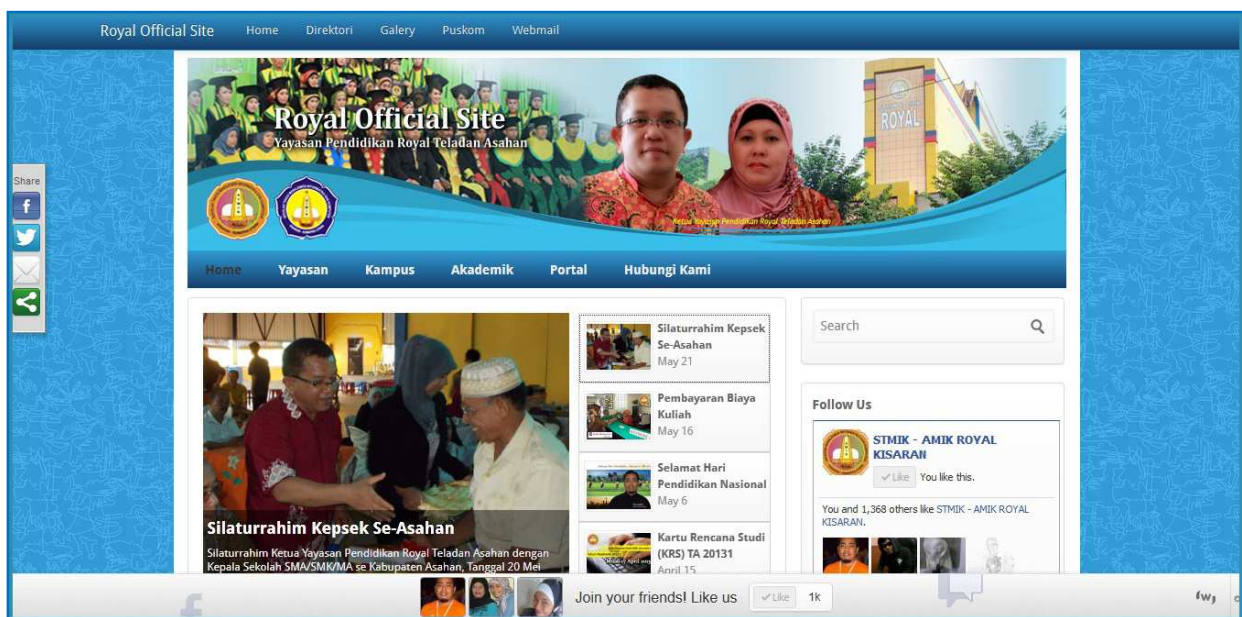 Royal Official Site Home Direktori Galery Puskom Webmail
Royal Official Site
Yayasan Pendidikan Royal Teladan Asahan
ROYAL
Ketua Yayasan Pendidikan Royal Teladan Asahan
Home Yayasan Kampus Akademik Portal Hubungi Kami
Share
Silaturrahim Kepsek Se-Asahan
Silaturrahim Ketua Yayasan Pendidikan Royal Teladan Asahan dengan
Kepala Sekolah SMA/SMK/MA se Kabupaten Asahan, Tanggal 20 Mei
Silaturrahim Kepsek
Se-Asahan
May 21
Pembayaran Biaya
Kuliah
May 16
Selamat Hari
Pendidikan Nasional
May 6
Kartu Rencana Studi
(KRS) TA 20131
April 15
Search
Follow Us
STMIK - AMIK ROYAL
KISARAN
Like You like this.
You and 1,368 others like STMIK - AMIK ROYAL
KISARAN.
Join your friends! Like us Like 1k